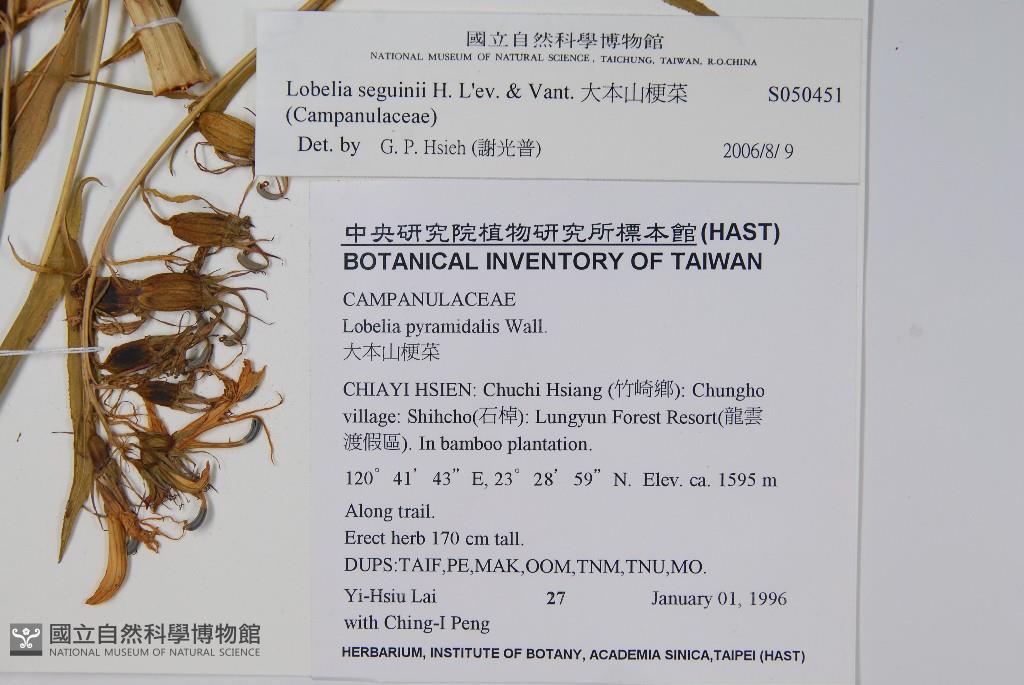 國立自然科學博物館
NATIONAL MUSEUM OF NATURAL SCIENCE, TAICHUNG, TAIWAN, R.O.CHINA
Lobelia seguinii H. L'ev. & Vant. 大本山梗菜 S050451
(Campanulaceae)
Det. by G. P. Hsieh (謝光普) 2006/8/ 9
中央研究院植物研究所標本館(HAST)
BOTANICAL INVENTORY OF TAIWAN
CAMPANULACEAE
Lobelia pyramidalis Wall.
大本山梗菜
CHIAYI HSIEN: Chuchi Hsiang (竹崎鄉): Chungho
village: Shihcho(石棹): Lungyun Forest Resort(龍雲
渡假區). In bamboo plantation.
120° 41' 43" E, 23° 28' 59" N. Elev. ca. 1595 m
Along trail.
Erect herb 170 cm tall.
DUPS:TAIF,PE,MAK,OOM,TNM,TNU,MO.
Yi-Hsiu Lai 27 January 01, 1996
with Ching-I Peng
HERBARIUM, INSTITUTE OF BOTANY, ACADEMIA SINICA,TAIPEI (HAST)
國立自然科學博物館
NATIONAL MUSEUM OF NATURAL SCIENCE